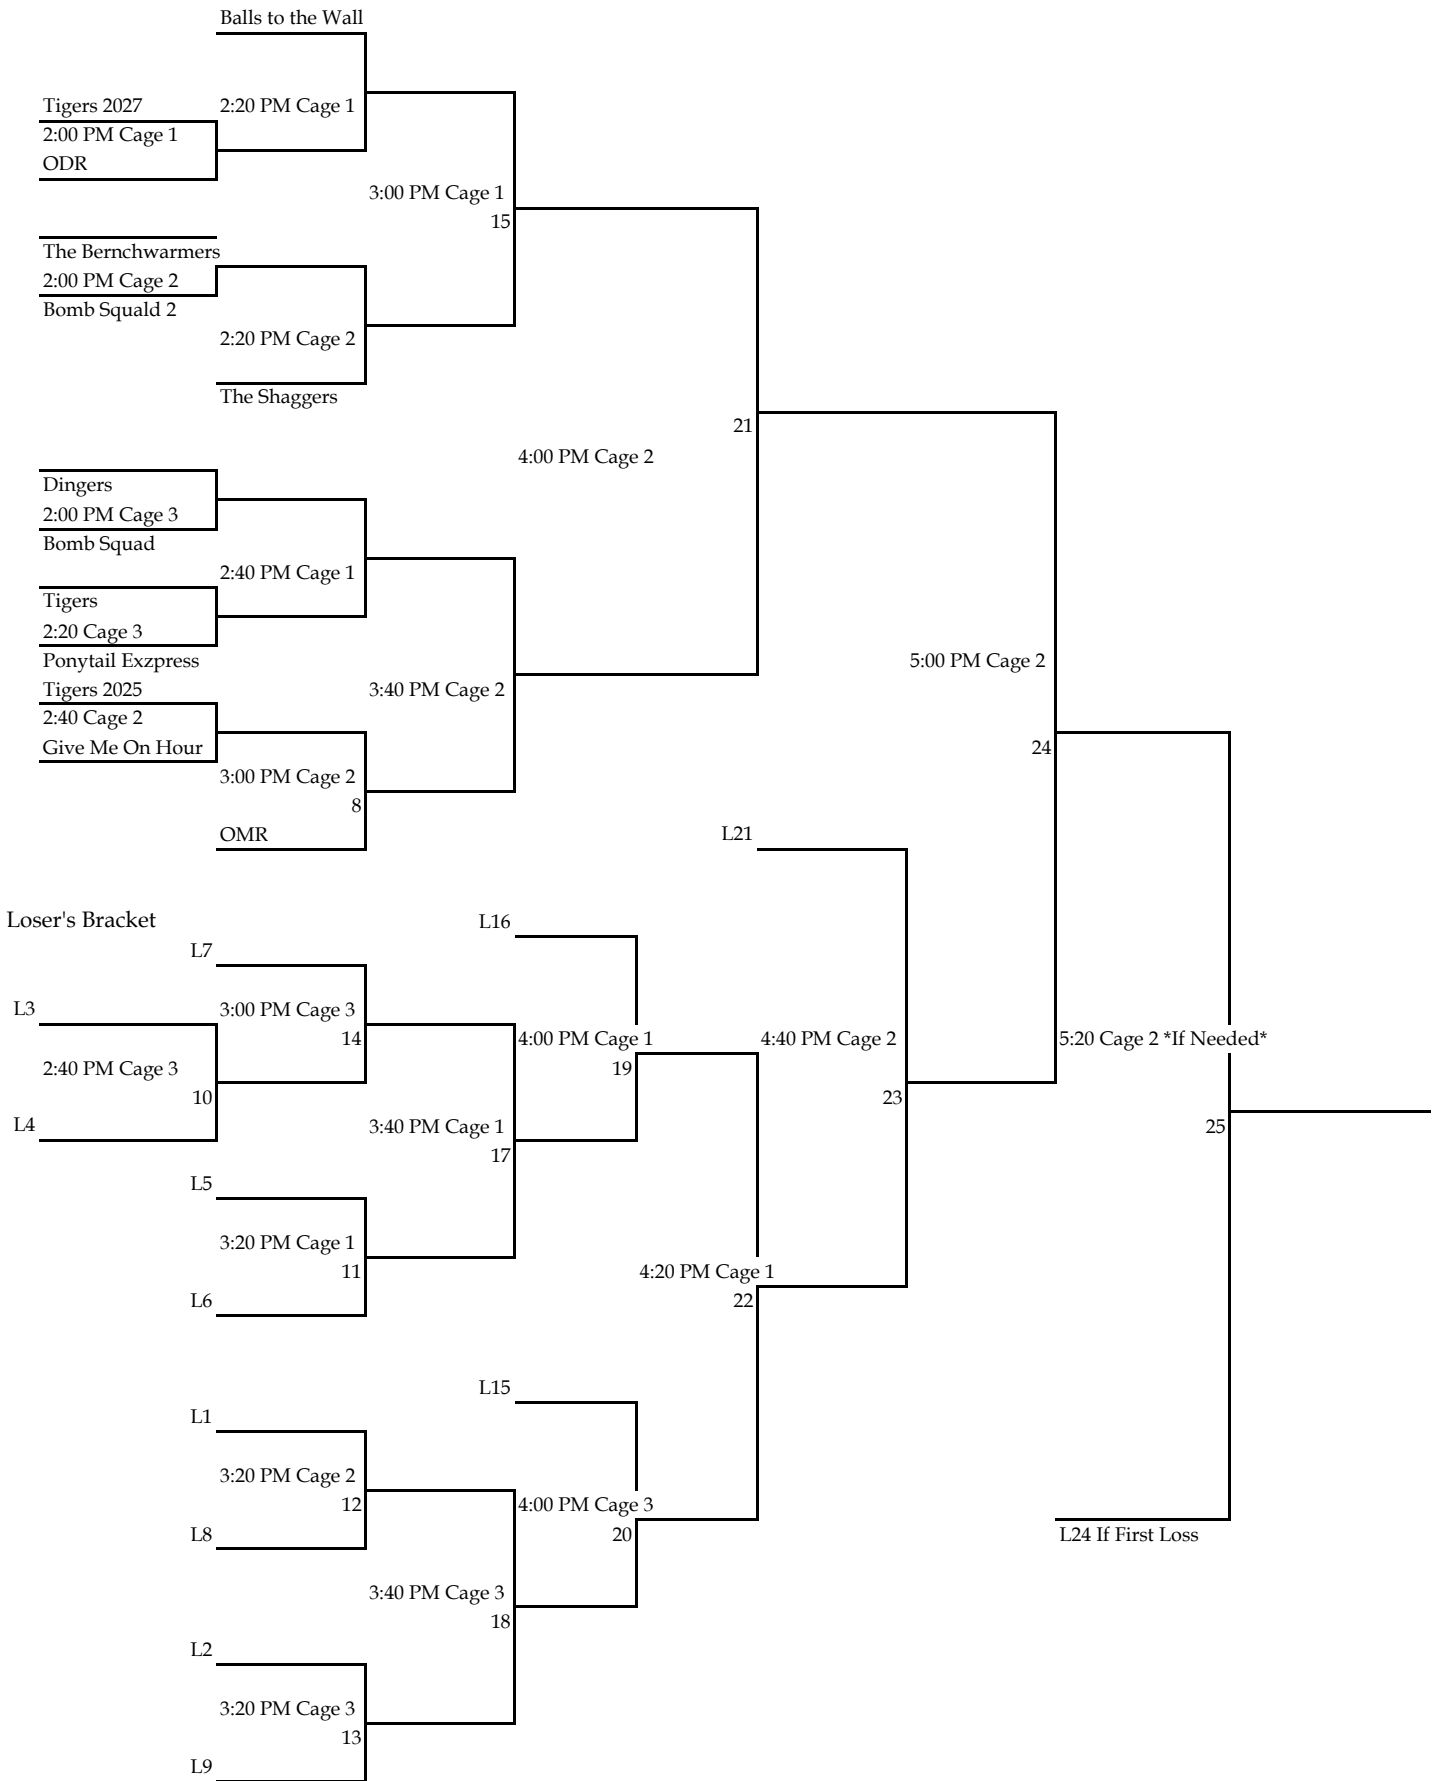 Balls to the Wall
Tigers 2027
2:20 PM Cage 1
2:00 PM Cage 1
ODR
3:00 PM Cage 1
15
The Bernchwarmers
2:00 PM Cage 2
Bomb Squald 2
2:20 PM Cage 2
The Shaggers
21
4:00 PM Cage 2
Dingers
2:00 PM Cage 3
Bomb Squad
2:40 PM Cage 1
Tigers
2:20 Cage 3
Ponytail Exzpress
5:00 PM Cage 2
Tigers 2025
3:40 PM Cage 2
2:40 Cage 2
Give Me On Hour
24
3:00 PM Cage 2
8
OMR
L21
Loser's Bracket
L16
L7
L3
3:00 PM Cage 3
14
4:00 PM Cage 1
4:40 PM Cage 2
5:20 Cage 2 *If Needed*
2:40 PM Cage 3
19
10
23
L4
3:40 PM Cage 1
25
17
L5
3:20 PM Cage 1
11
4:20 PM Cage 1
L6
22
L15
L1
3:20 PM Cage 2
12
4:00 PM Cage 3
L8
20
L24 If First Loss
3:40 PM Cage 3
18
L2
3:20 PM Cage 3
13
L9